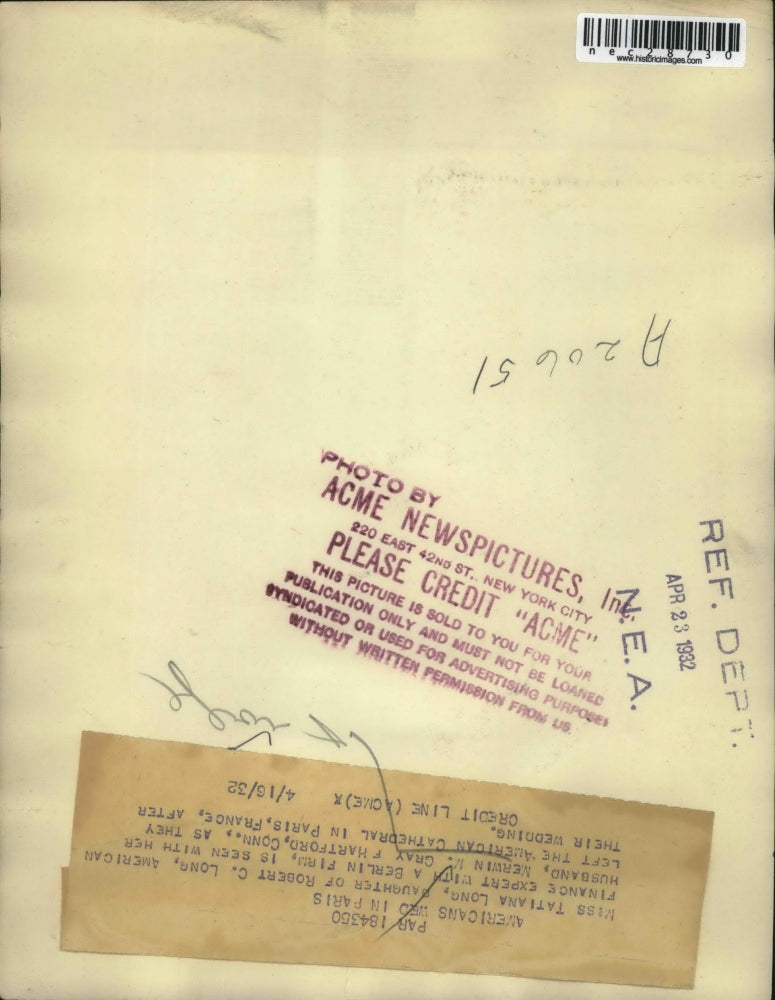 nec28730
www.historicimages.com
A20651
PHOTO BY
ACME NEWSPICTURES, Inc.
220 EAST 42ND ST., NEW YORK CITY
PLEASE CREDIT "ACME"
THIS PICTURE IS SOLD TO YOU FOR YOUR
PUBLICATION ONLY AND MUST NOT BE LOANED
SYNDICATED OR USED FOR ADVERTISING PURPOSES
WITHOUT WRITTEN PERMISSION FROM US.
N.E.A.
APR 23 1932
REF. DEPT.
PAR 184350
AMERICANS WED IN PARIS
MISS TATIANA LONG, DAUGHTER OF ROBERT C. LONG, AMERICAN
FINANCE EXPERT WITH A BERLIN FIRM, IS SEEN WITH HER
HUSBAND, MERWIN M. GRAY F HARTFORD, CONN., AS THEY
LEFT THE AMERICAN CATHEDRAL IN PARIS, FRANCE, AFTER
THEIR WEDDING.
CREDIT LINE (ACME)X 4/16/32